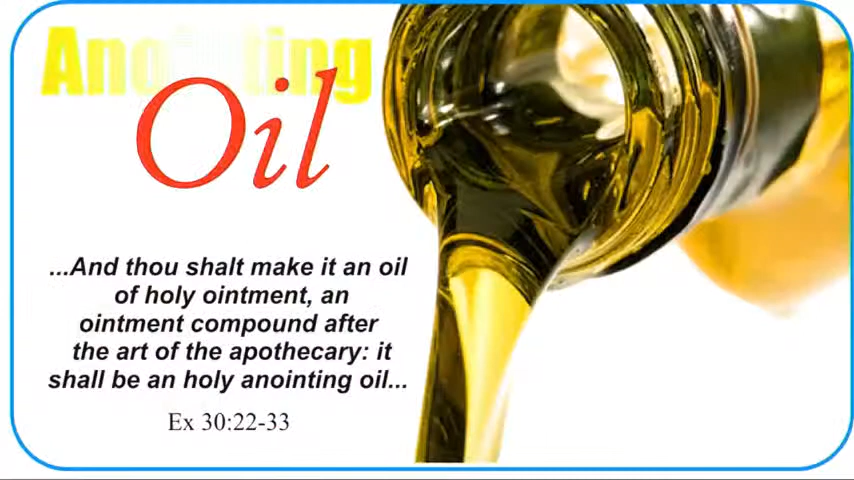 Anointing
Oil
...And thou shalt make it an oil
of holy ointment, an
ointment compound after
the art of the apothecary: it
shall be an holy anointing oil...
Ex 30:22-33